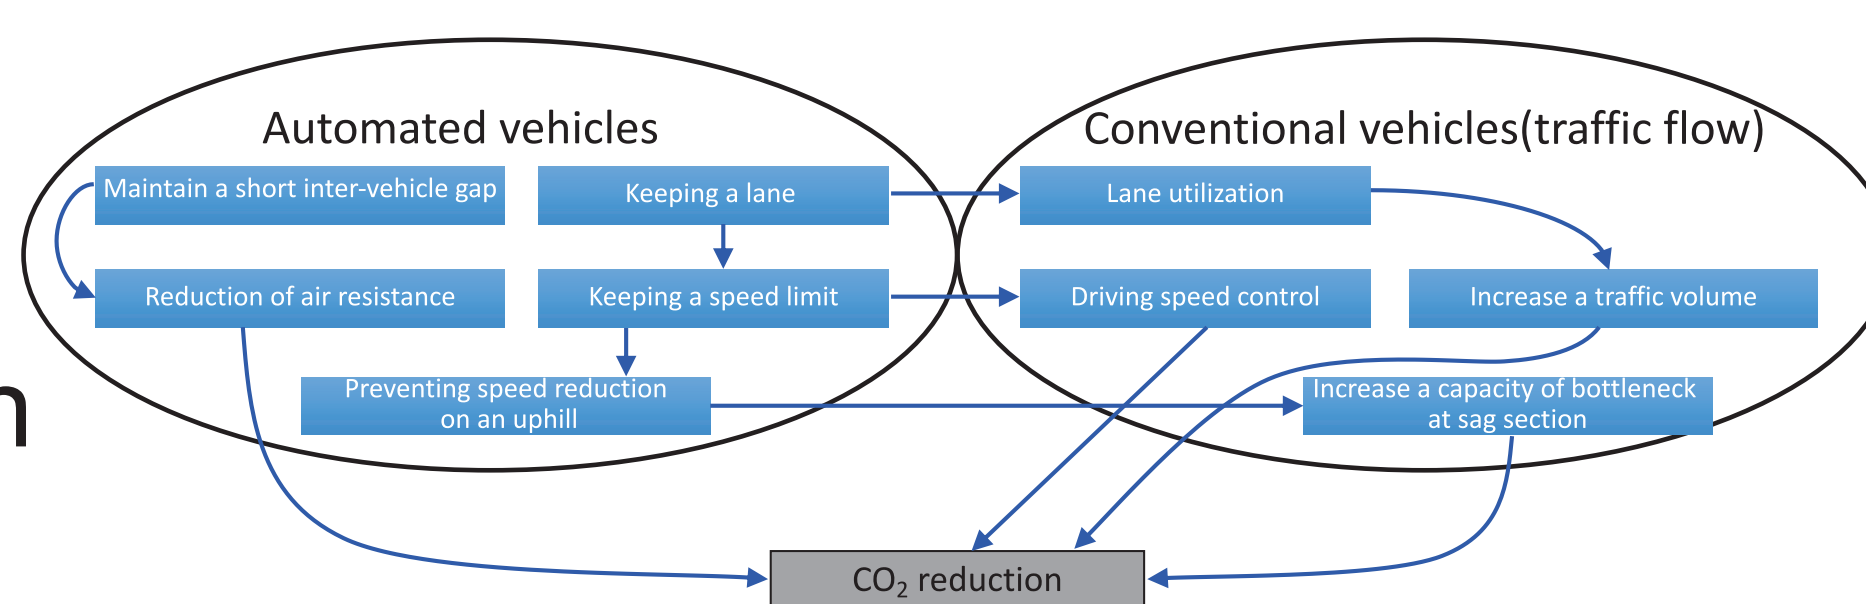 Automated vehicles
Conventional vehicles(traffic flow)
Maintain a short inter-vehicle gap
Keeping a lane
Lane utilization
Reduction of air resistance
Keeping a speed limit
Driving speed control
Increase a traffic volume
Preventing speed reduction
on an uphill
Increase a capacity of bottleneck
at sag section
n
CO₂ reduction